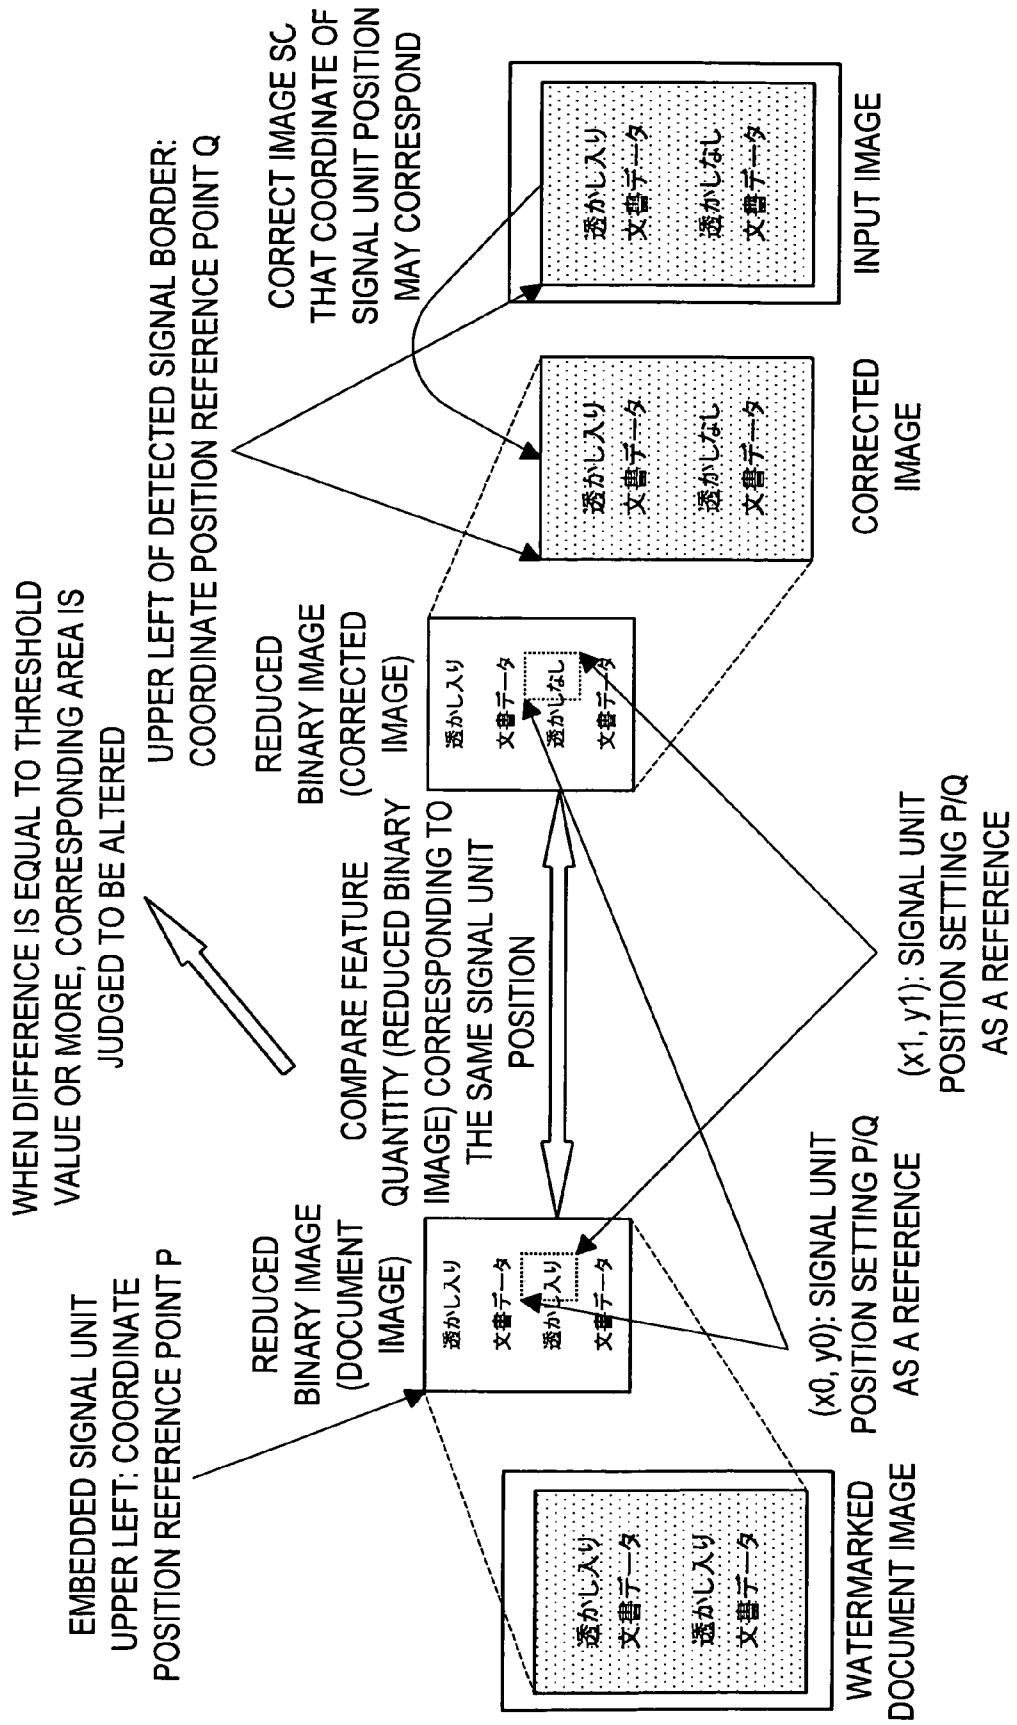 WHEN DIFFERENCE IS EQUAL TO THRESHOLD
VALUE OR MORE, CORRESPONDING AREA IS
JUDGED TO BE ALTERED
EMBEDDED SIGNAL UNIT
UPPER LEFT: COORDINATE
POSITION REFERENCE POINT P
REDUCED
BINARY IMAGE
(DOCUMENT
IMAGE)
COMPARE FEATURE
QUANTITY (REDUCED BINARY
IMAGE) CORRESPONDING TO
THE SAME SIGNAL UNIT
POSITION
REDUCED
BINARY IMAGE
(CORRECTED
IMAGE)
UPPER LEFT OF DETECTED SIGNAL BORDER:
COORDINATE POSITION REFERENCE POINT Q
CORRECT IMAGE SO
THAT COORDINATE OF
SIGNAL UNIT POSITION
MAY CORRESPOND
透かし入り
文書データ
透かし入り
文書データ
透かし入り
文書データ
透かし入り
文書データ
透かし入り
文書データ
透かしなし
文書データ
透かし入り
文書データ
透かしなし
文書データ
透かし入り
文書データ
透かしなし
文書データ
WATERMARKED
DOCUMENT IMAGE
(x0, y0): SIGNAL UNIT
POSITION SETTING P/Q
AS A REFERENCE
(x1, y1): SIGNAL UNIT
POSITION SETTING P/Q
AS A REFERENCE
CORRECTED
IMAGE
INPUT IMAGE